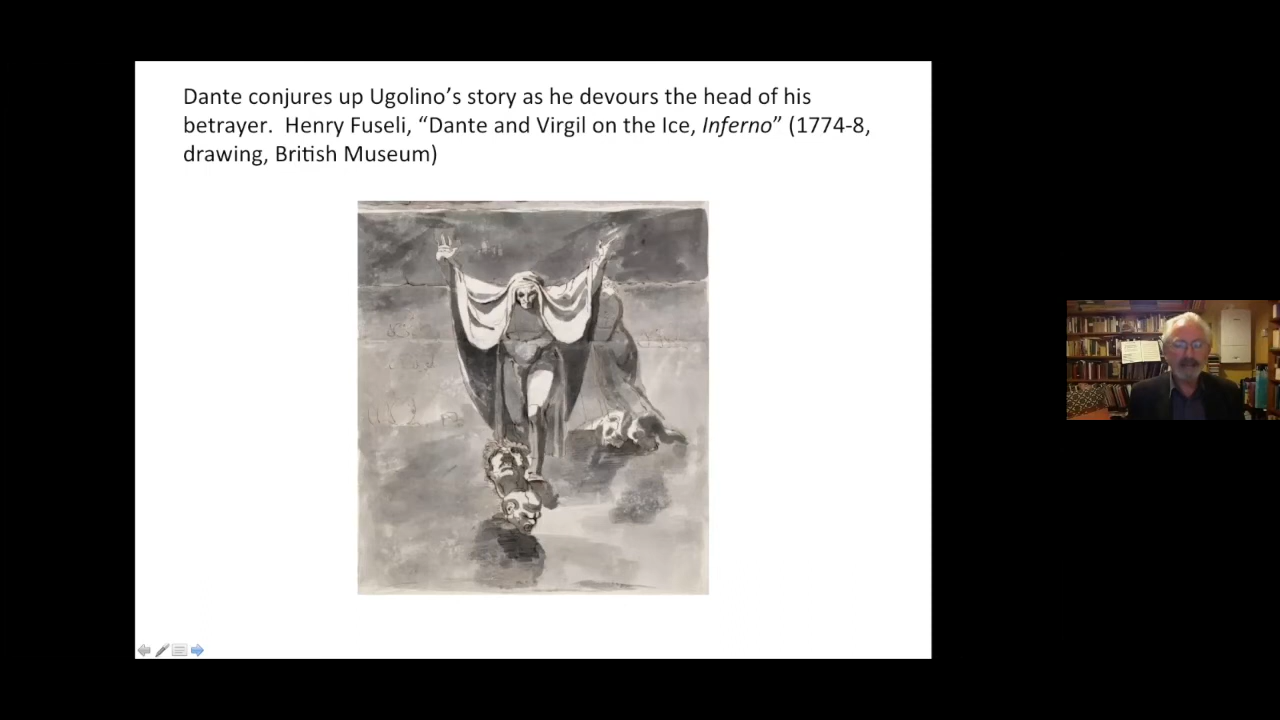 Dante conjures up Ugolino’s story as he devours the head of his
betrayer.  Henry Fuseli, “Dante and Virgil on the Ice, Inferno” (1774-8,
drawing, British Museum)